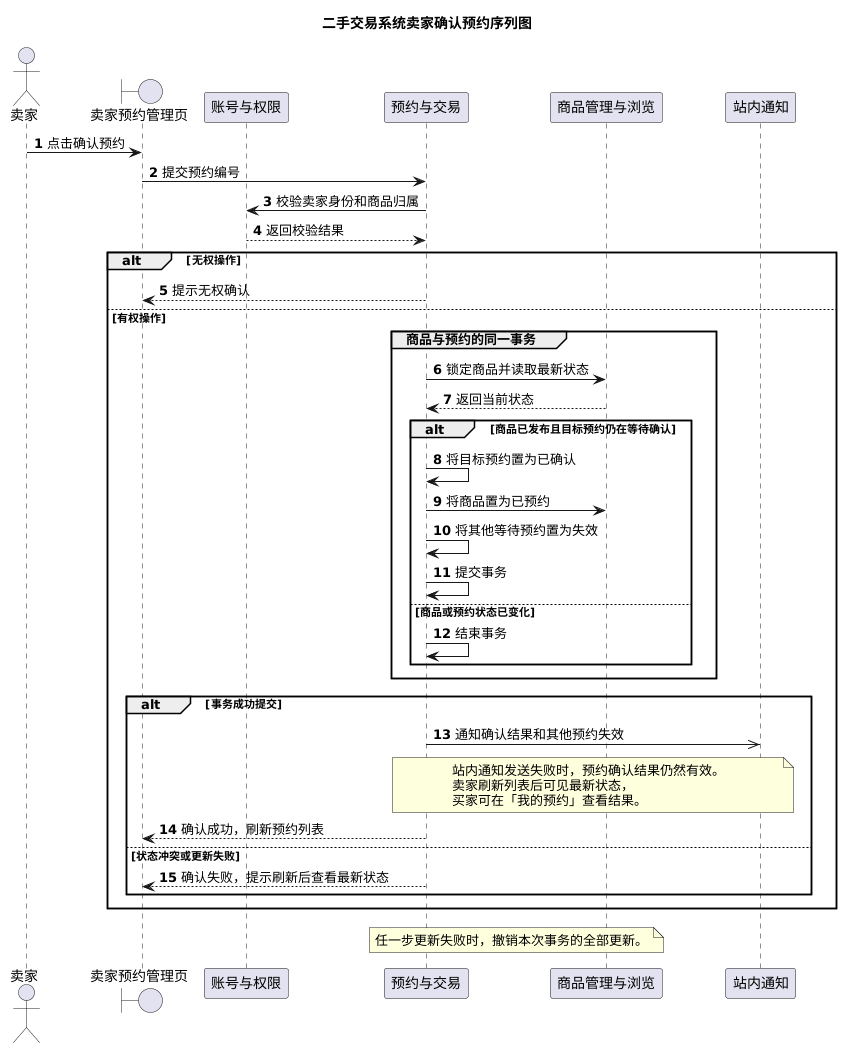 二手交易系统卖家确认预约序列图
卖家
卖家预约管理页
账号与权限
预约与交易
商品管理与浏览
站内通知
1 点击确认预约
2 提交预约编号
3 校验卖家身份和商品归属
4 返回校验结果
alt [无权操作]
5 提示无权确认
[有权操作]
商品与预约的同一事务
6 锁定商品并读取最新状态
7 返回当前状态
alt [商品已发布且目标预约仍在等待确认]
8 将目标预约置为已确认
9 将商品置为已预约
10 将其他等待预约置为失效
11 提交事务
[商品或预约状态已变化]
12 结束事务
alt [事务成功提交]
13 通知确认结果和其他预约失效
站内通知发送失败时，预约确认结果仍然有效。
卖家刷新列表后可见最新状态，
买家可在「我的预约」查看结果。
14 确认成功，刷新预约列表
[状态冲突或更新失败]
15 确认失败，提示刷新后查看最新状态
任一步更新失败时，撤销本次事务的全部更新。
卖家
卖家预约管理页
账号与权限
预约与交易
商品管理与浏览
站内通知